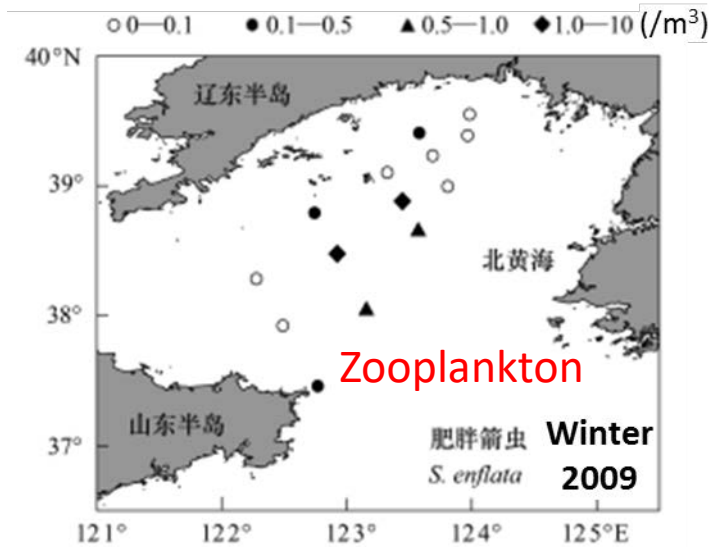 ○ 0—0.1 ● 0.1—0.5 ▲ 0.5—1.0 ◆ 1.0—10 (/m³)
40°N
辽东半岛
39°
北黄海
38°
Zooplankton
山东半岛
37°
肥胖箭虫 Winter
S. enflata 2009
121° 122° 123° 124° 125°E